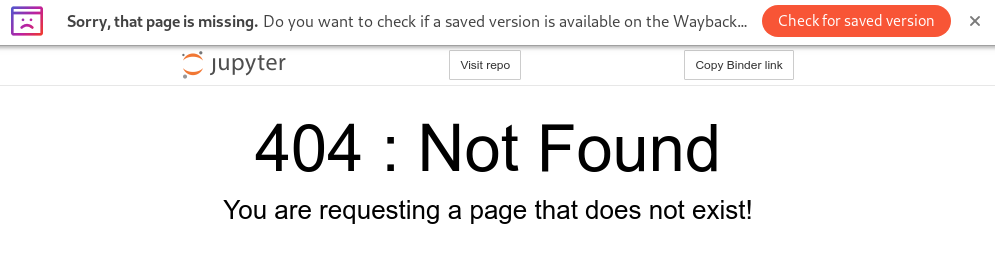 Sorry, that page is missing. Do you want to check if a saved version is available on the Wayback... Check for saved version ×
jupyter Visit repo Copy Binder link
404 : Not Found
You are requesting a page that does not exist!